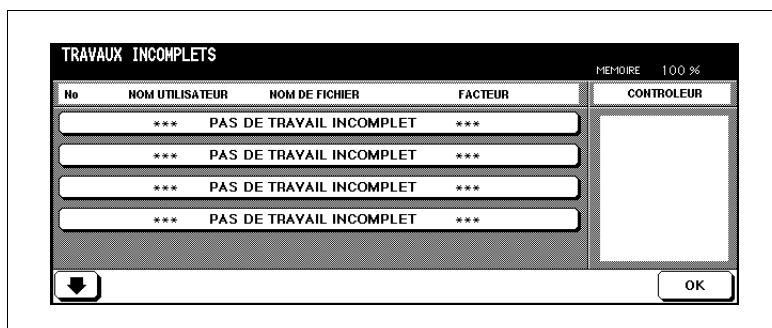 TRAVAUX INCOMPLETS
MEMOIRE 100 %
No NOM UTILISATEUR NOM DE FICHIER FACTEUR CONTROLEUR
*** PAS DE TRAVAIL INCOMPLET ***
*** PAS DE TRAVAIL INCOMPLET ***
*** PAS DE TRAVAIL INCOMPLET ***
*** PAS DE TRAVAIL INCOMPLET ***
OK